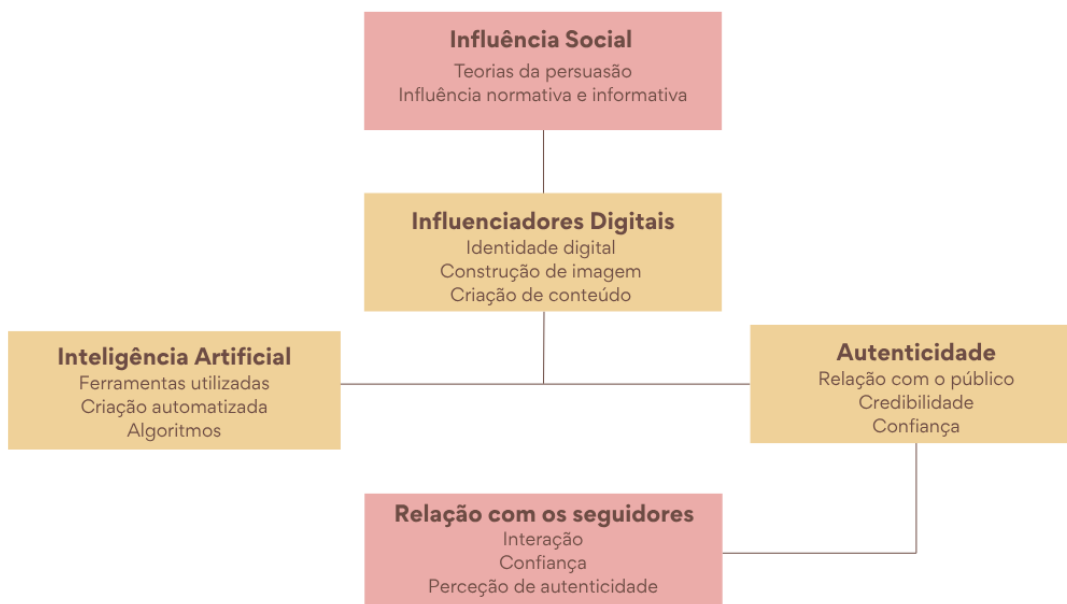 Influência Social
Teorias da persuasão
Influência normativa e informativa
Influenciadores Digitais
Identidade digital
Construção de imagem
Criação de conteúdo
Inteligência Artificial
Ferramentas utilizadas
Criação automatizada
Algoritmos
Autenticidade
Relação com o público
Credibilidade
Confiança
Relação com os seguidores
Interação
Confiança
Perceção de autenticidade